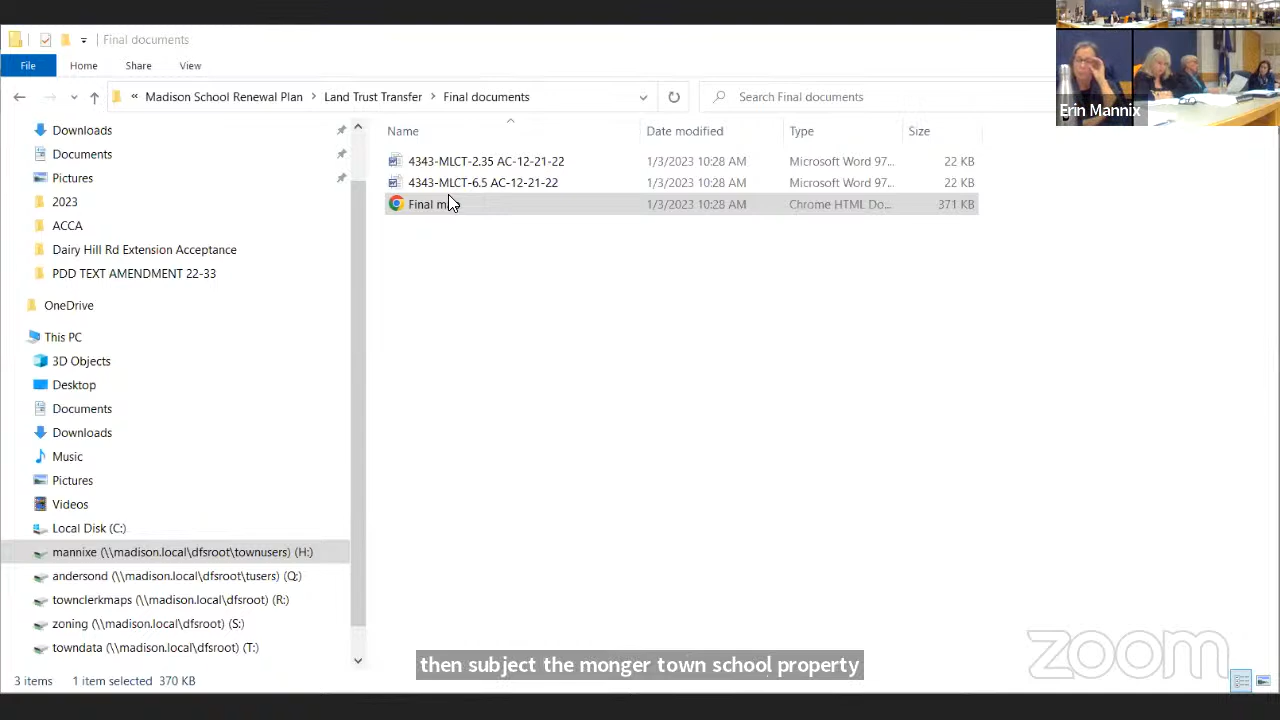 Final documents
File Home Share View
« Madison School Renewal Plan Land Trust Transfer Final documents
Search Final documents
Name Date modified Type Size
4343-MLCT-2.35 AC-12-21-22 1/3/2023 10:28 AM Microsoft Word 97... 22 KB
4343-MLCT-6.5 AC-12-21-22 1/3/2023 10:28 AM Microsoft Word 97... 22 KB
Final 1/3/2023 10:28 AM Chrome HTML Do... 371 KB
Downloads
Documents
Pictures
2023
ACCA
Dairy Hill Rd Extension Acceptance
PDD TEXT AMENDMENT 22-33
OneDrive
This PC
3D Objects
Desktop
Documents
Downloads
Music
Pictures
Videos
Local Disk (C:)
mannixe (\\madison.local\dfsroot\townusers) (H:)
andersond (\\madison.local\dfsroot\tusers) (Q:)
townclerkmaps (\\madison.local\dfsroot) (R:)
zoning (\\madison.local\dfsroot) (S:)
towndata (\\madison.local\dfsroot) (T:)
3 items 1 item selected 370 KB
Erin Mannix
then subject the monger town school property
zoom